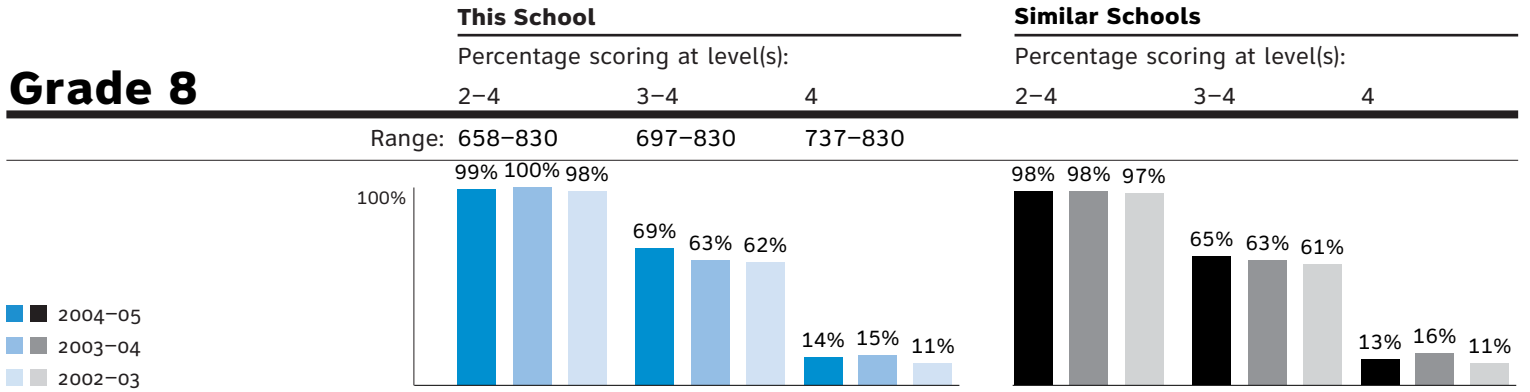 This School Similar Schools
Percentage scoring at level(s): Percentage scoring at level(s):
Grade 8 2–4 3–4 4 2–4 3–4 4
Range: 658–830 697–830 737–830
99% 100% 98% 98% 98% 97%
100%
69% 63% 62% 65% 63% 61%
2004–05
14% 15% 11% 13% 16% 11%
2003–04
2002–03